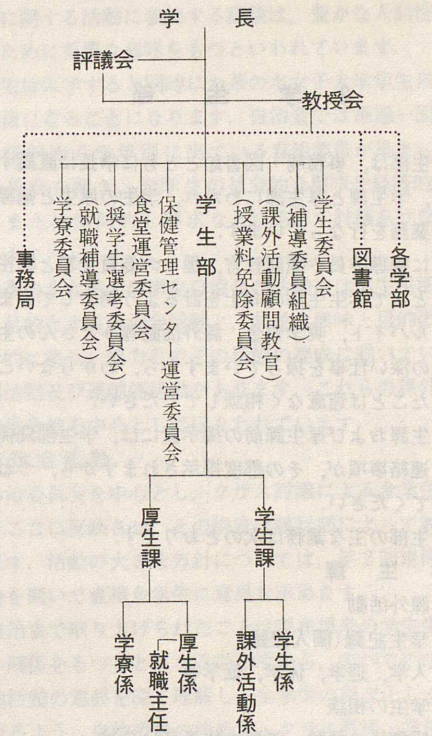 学長
評議会
教授会
各学部
図書館
学生委員会
(補導委員組織)
(課外活動顧問教官)
(授業料免除委員会)
学生部
保健管理センター運営委員会
食堂運営委員会
(奨学生選考委員会)
(就職補導委員会)
学寮委員会
事務局
学生課
厚生課
学生係
課外活動係
厚生係
就職主任
学寮係